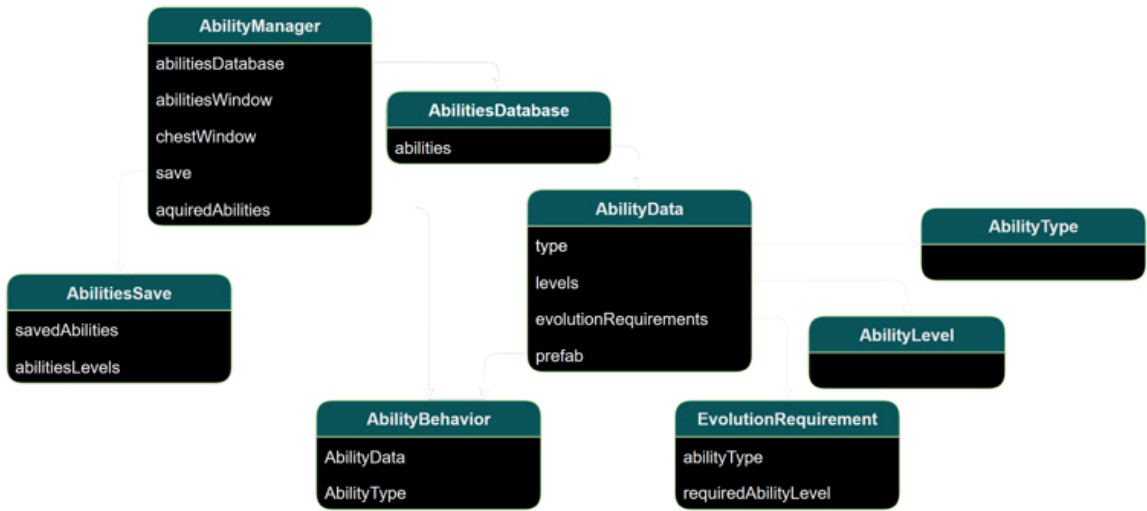 AbilityManager
abilitiesDatabase
abilitiesWindow
chestWindow
save
aquiredAbilities
AbilitiesDatabase
abilities
AbilityData
type
levels
evolutionRequirements
prefab
AbilityType
AbilitiesSave
savedAbilities
abilitiesLevels
AbilityLevel
AbilityBehavior
AbilityData
AbilityType
EvolutionRequirement
abilityType
requiredAbilityLevel